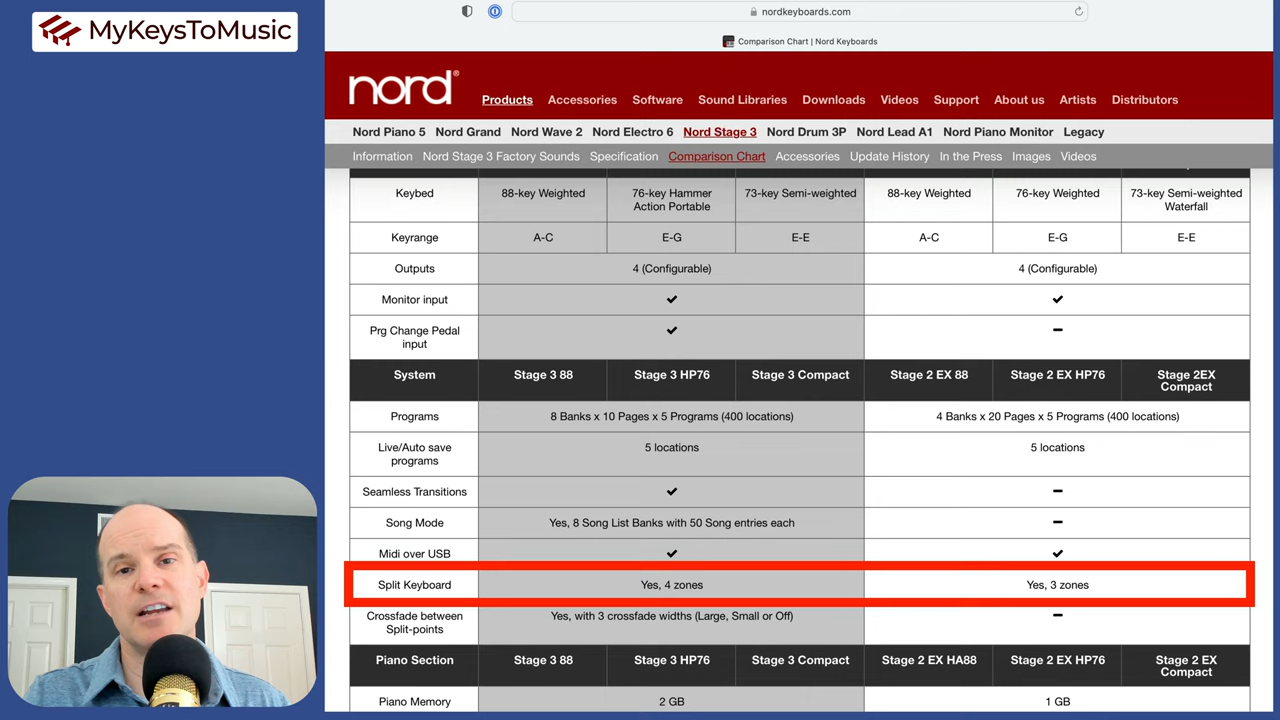 MyKeysToMusic
nordkeyboards.com
Comparison Chart | Nord Keyboards
nord®
Products Accessories Software Sound Libraries Downloads Videos Support About us Artists Distributors
Nord Piano 5 Nord Grand Nord Wave 2 Nord Electro 6 Nord Stage 3 Nord Drum 3P Nord Lead A1 Nord Piano Monitor Legacy
Information Nord Stage 3 Factory Sounds Specification Comparison Chart Accessories Update History In the Press Images Videos
Keybed 88-key Weighted 76-key Hammer 73-key Semi-weighted 88-key Weighted 76-key Weighted 73-key Semi-weighted
Action Portable Waterfall
Keyrange A-C E-G E-E A-C E-G E-E
Outputs 4 (Configurable) 4 (Configurable)
Monitor input ✓ ✓
Prg Change Pedal ✓ –
input
System Stage 3 88 Stage 3 HP76 Stage 3 Compact Stage 2 EX 88 Stage 2 EX HP76 Stage 2EX
Compact
Programs 8 Banks x 10 Pages x 5 Programs (400 locations) 4 Banks x 20 Pages x 5 Programs (400 locations)
Live/Auto save 5 locations 5 locations
programs
Seamless Transitions ✓ –
Song Mode Yes, 8 Song List Banks with 50 Song entries each –
Midi over USB ✓ ✓
Split Keyboard Yes, 4 zones Yes, 3 zones
Crossfade between Yes, with 3 crossfade widths (Large, Small or Off) –
Split-points
Piano Section Stage 3 88 Stage 3 HP76 Stage 3 Compact Stage 2 EX HA88 Stage 2 EX HP76 Stage 2 EX
Compact
Piano Memory 2 GB 1 GB